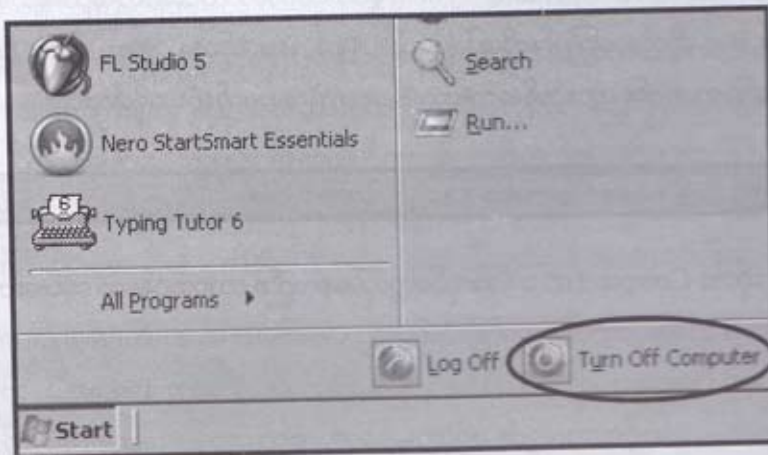 FL Studio 5
Nero StartSmart Essentials
6
Typing Tutor 6
All Programs
Search
Run...
Log Off
Turn Off Computer
Start